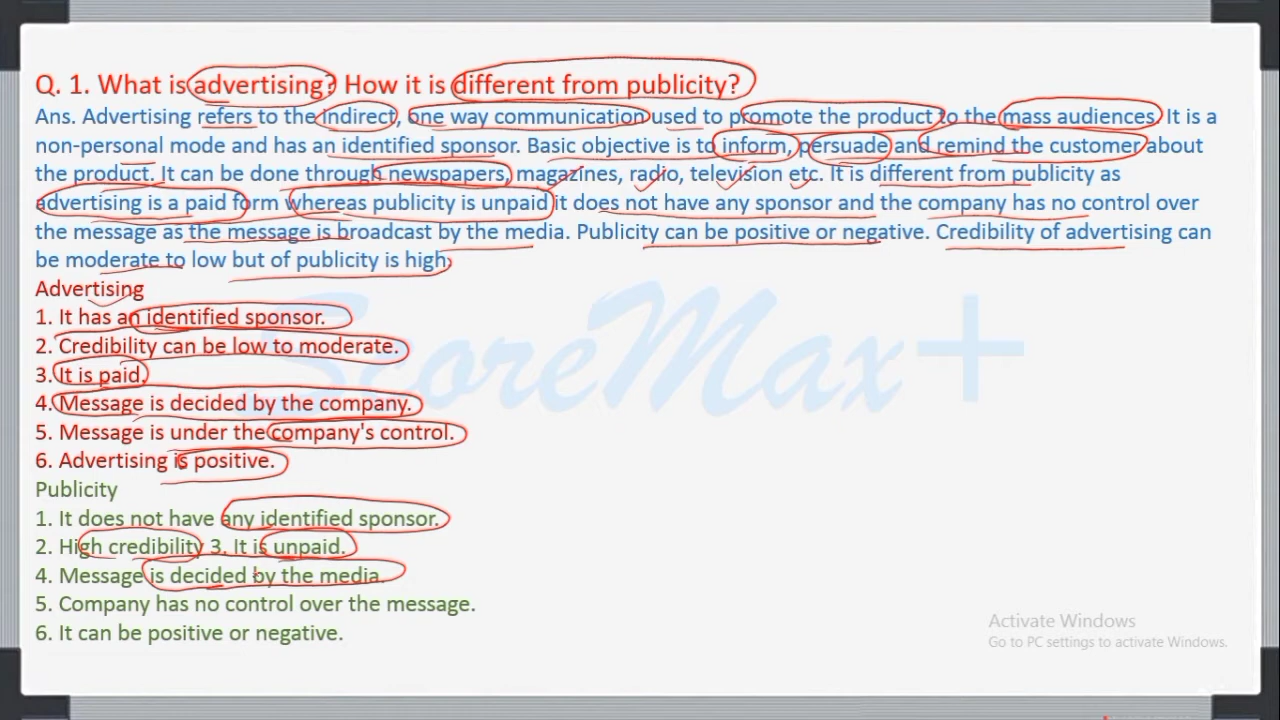 Q. 1. What is advertising? How it is different from publicity?
Ans. Advertising refers to the indirect, one way communication used to promote the product to the mass audiences. It is a
non-personal mode and has an identified sponsor. Basic objective is to inform, persuade and remind the customer about
the product. It can be done through newspapers, magazines, radio, television etc. It is different from publicity as
advertising is a paid form whereas publicity is unpaid it does not have any sponsor and the company has no control over
the message as the message is broadcast by the media. Publicity can be positive or negative. Credibility of advertising can
be moderate to low but of publicity is high.
Advertising
1. It has an identified sponsor.
2. Credibility can be low to moderate.
3. It is paid.
4. Message is decided by the company.
5. Message is under the company's control.
6. Advertising is positive.
Publicity
1. It does not have any identified sponsor.
2. High credibility 3. It is unpaid.
4. Message is decided by the media.
5. Company has no control over the message.
6. It can be positive or negative.
ScoreMax+
Activate Windows
Go to PC settings to activate Windows.